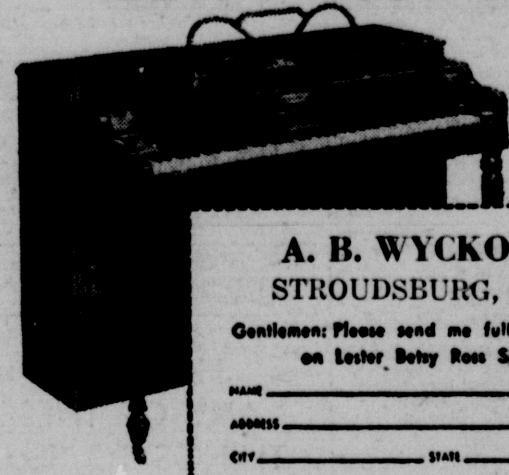 A. B. WYCKO
STROUDSBURG,
Gentlemen: Please send me full
on Lester Betsy Ross S
NAME
ADDRESS
CITY STATE